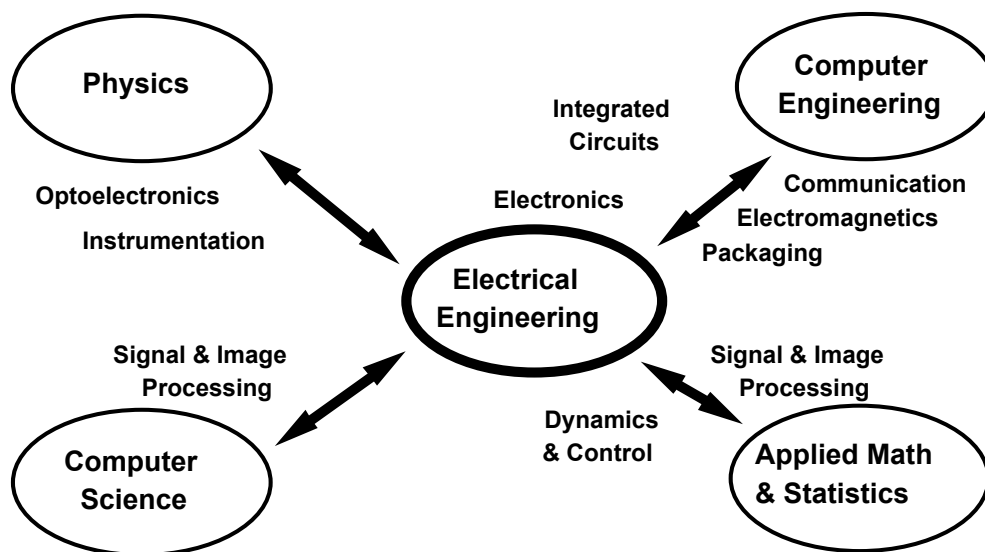 Physics
Computer
Engineering
Integrated
Circuits
Optoelectronics
Instrumentation
Electronics
Communication
Electromagnetics
Packaging
Electrical
Engineering
Signal & Image
Processing
Signal & Image
Processing
Dynamics
& Control
Computer
Science
Applied Math
& Statistics